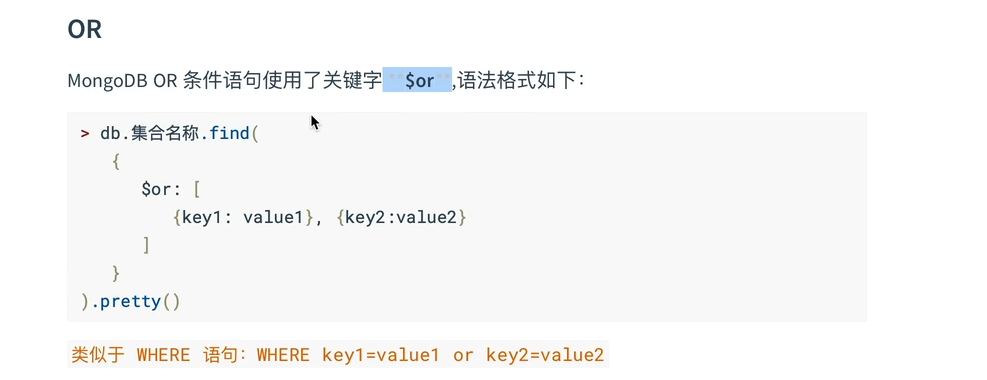 OR
MongoDB OR 条件语句使用了关键字 **$or**,语法格式如下：
> db.集合名称.find(
   {
      $or: [
         {key1: value1}, {key2:value2}
      ]
   }
).pretty()
类似于 WHERE 语句：WHERE key1=value1 or key2=value2